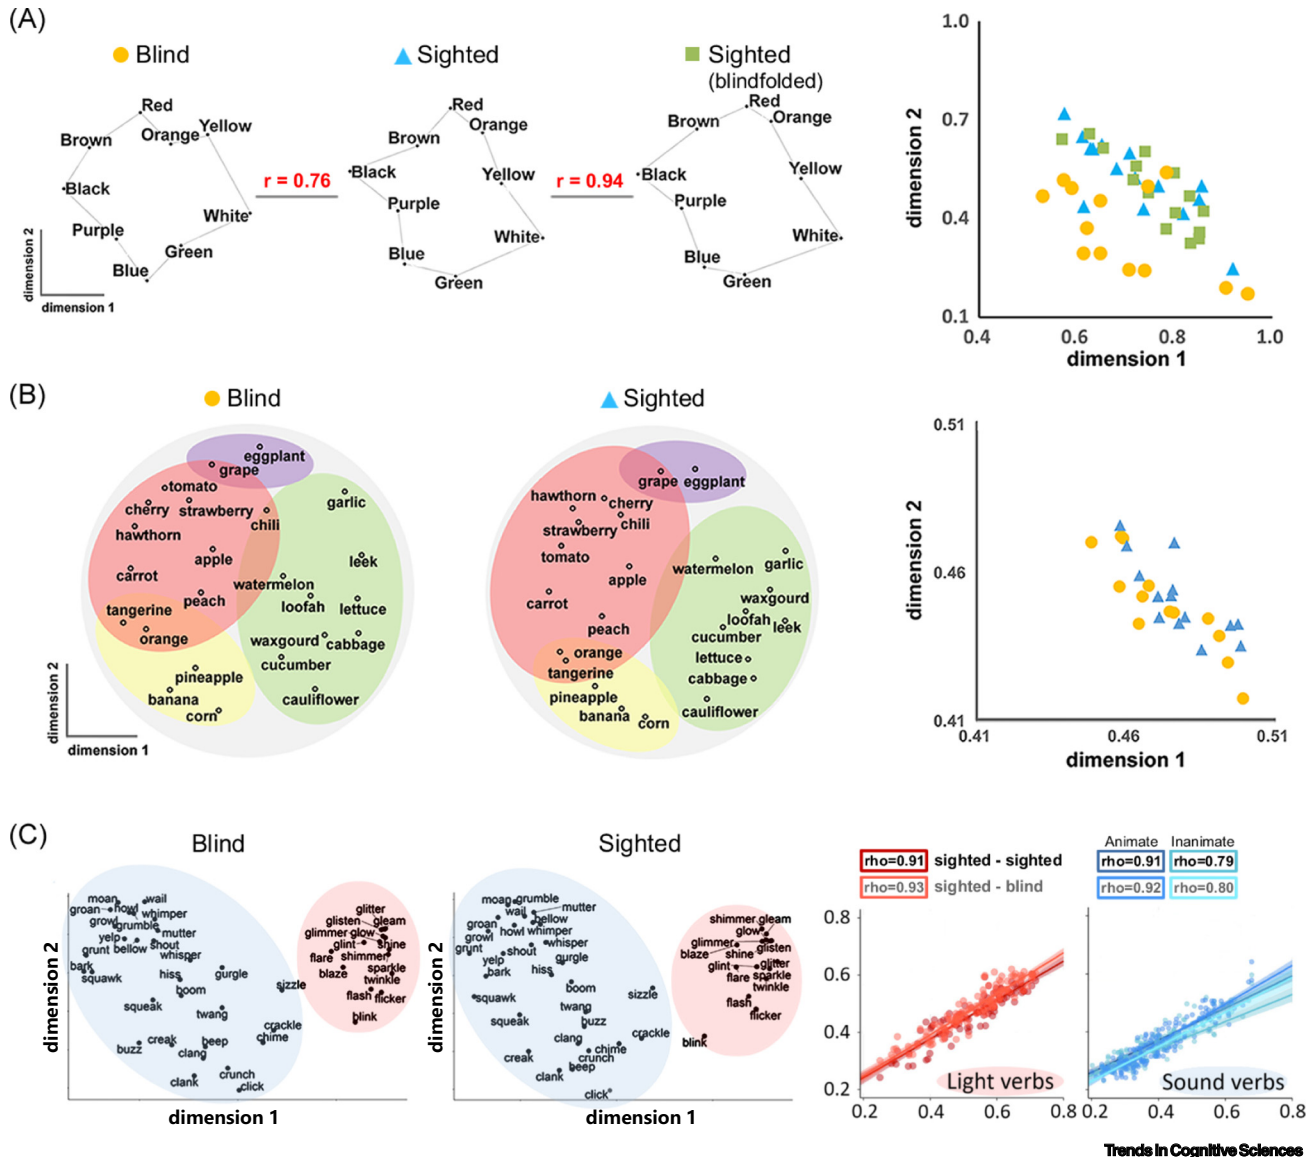 (A)
Blind
Sighted
Sighted
(blindfolded)
Red
Orange
Yellow
Brown
Black
White
Purple
Green
Blue
dimension 2
dimension 1
r = 0.76
Red
Orange
Brown
Black
Yellow
Purple
White
Blue
Green
r = 0.94
Red
Orange
Brown
Black
Yellow
Purple
White
Blue
Green
1.0
0.7
0.4
0.1
dimension 2
0.4
0.6
0.8
1.0
dimension 1
(B)
Blind
Sighted
eggplant
grape
tomato
cherry
strawberry
garlic
chili
hawthorn
apple
leek
carrot
watermelon
peach
loofah
lettuce
tangerine
orange
waxgourd
cabbage
cucumber
pineapple
banana
cauliflower
corn
dimension 2
dimension 1
grape
eggplant
hawthorn
cherry
chili
strawberry
tomato
garlic
watermelon
apple
carrot
waxgourd
peach
loofah
leek
cucumber
orange
lettuce
tangerine
cabbage
pineapple
banana
corn
cauliflower
0.51
0.46
0.41
dimension 2
0.41
0.46
0.51
dimension 1
(C)
Blind
Sighted
moan
wail
groan
howl
whimper
growl
grumble
mutter
yelp
shout
grunt
bellow
whisper
bark
squawk
hiss
gurgle
boom
sizzle
squeak
twang
crackle
chime
creak
beep
buzz
clang
crunch
clank
click
glitter
glisten
gleam
glimmer
glow
glint
shine
flare
shimmer
blaze
sparkle
twinkle
flash
flicker
blink
dimension 2
dimension 1
moan
grumble
mutter
wail
bellow
groan
howl
whimper
growl
whisper
grunt
shout
yelp
gurgle
bark
hiss
boom
sizzle
squawk
twang
squeak
buzz
crackle
clang
chime
creak
crunch
beep
clank
click
shimmer
gleam
glow
glimmer
glisten
blaze
shine
glint
glitter
flare
sparkle
twinkle
flash
flicker
blink
dimension 2
dimension 1
rho=0.91
sighted - sighted
rho=0.93
sighted - blind
Animate
Inanimate
rho=0.91
rho=0.79
rho=0.92
rho=0.80
0.8
0.6
0.4
0.2
Light verbs
0.2
0.4
0.6
0.8
Sound verbs
0.2
0.4
0.6
0.8
Trends in Cognitive Sciences